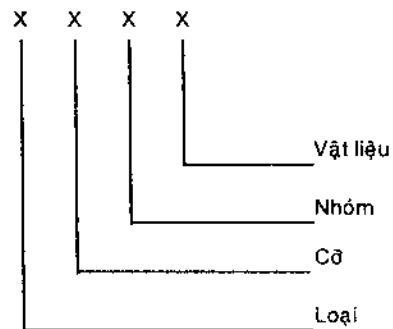 X X X X
Vật liệu
Nhóm
Cỡ
Loại